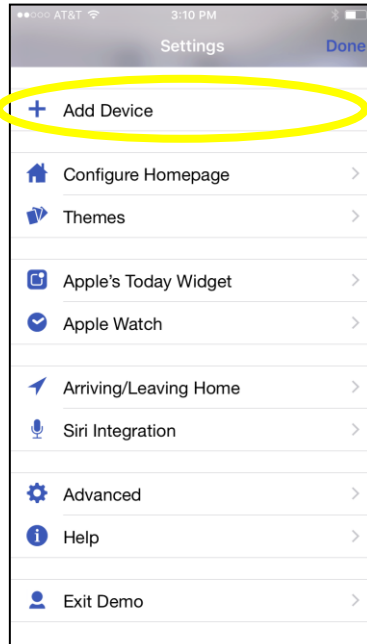 AT&T 3:10 PM
Settings Done
Add Device
Configure Homepage
Themes
Apple's Today Widget
Apple Watch
Arriving/Leaving Home
Siri Integration
Advanced
Help
Exit Demo